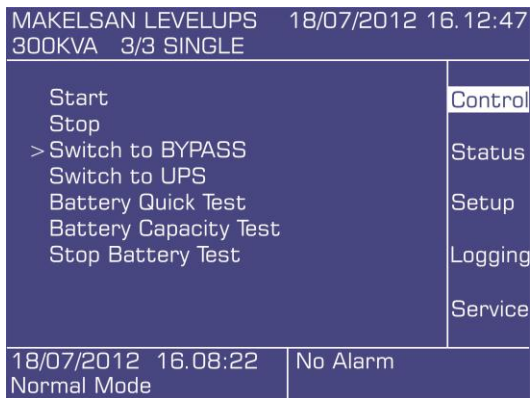 MAKELSAN LEVELUPS 18/07/2012 16.12:47
300KVA 3/3 SINGLE
Start
Stop
> Switch to BYPASS
Switch to UPS
Battery Quick Test
Battery Capacity Test
Stop Battery Test
Control
Status
Setup
Logging
Service
18/07/2012 16.08:22
Normal Mode
No Alarm